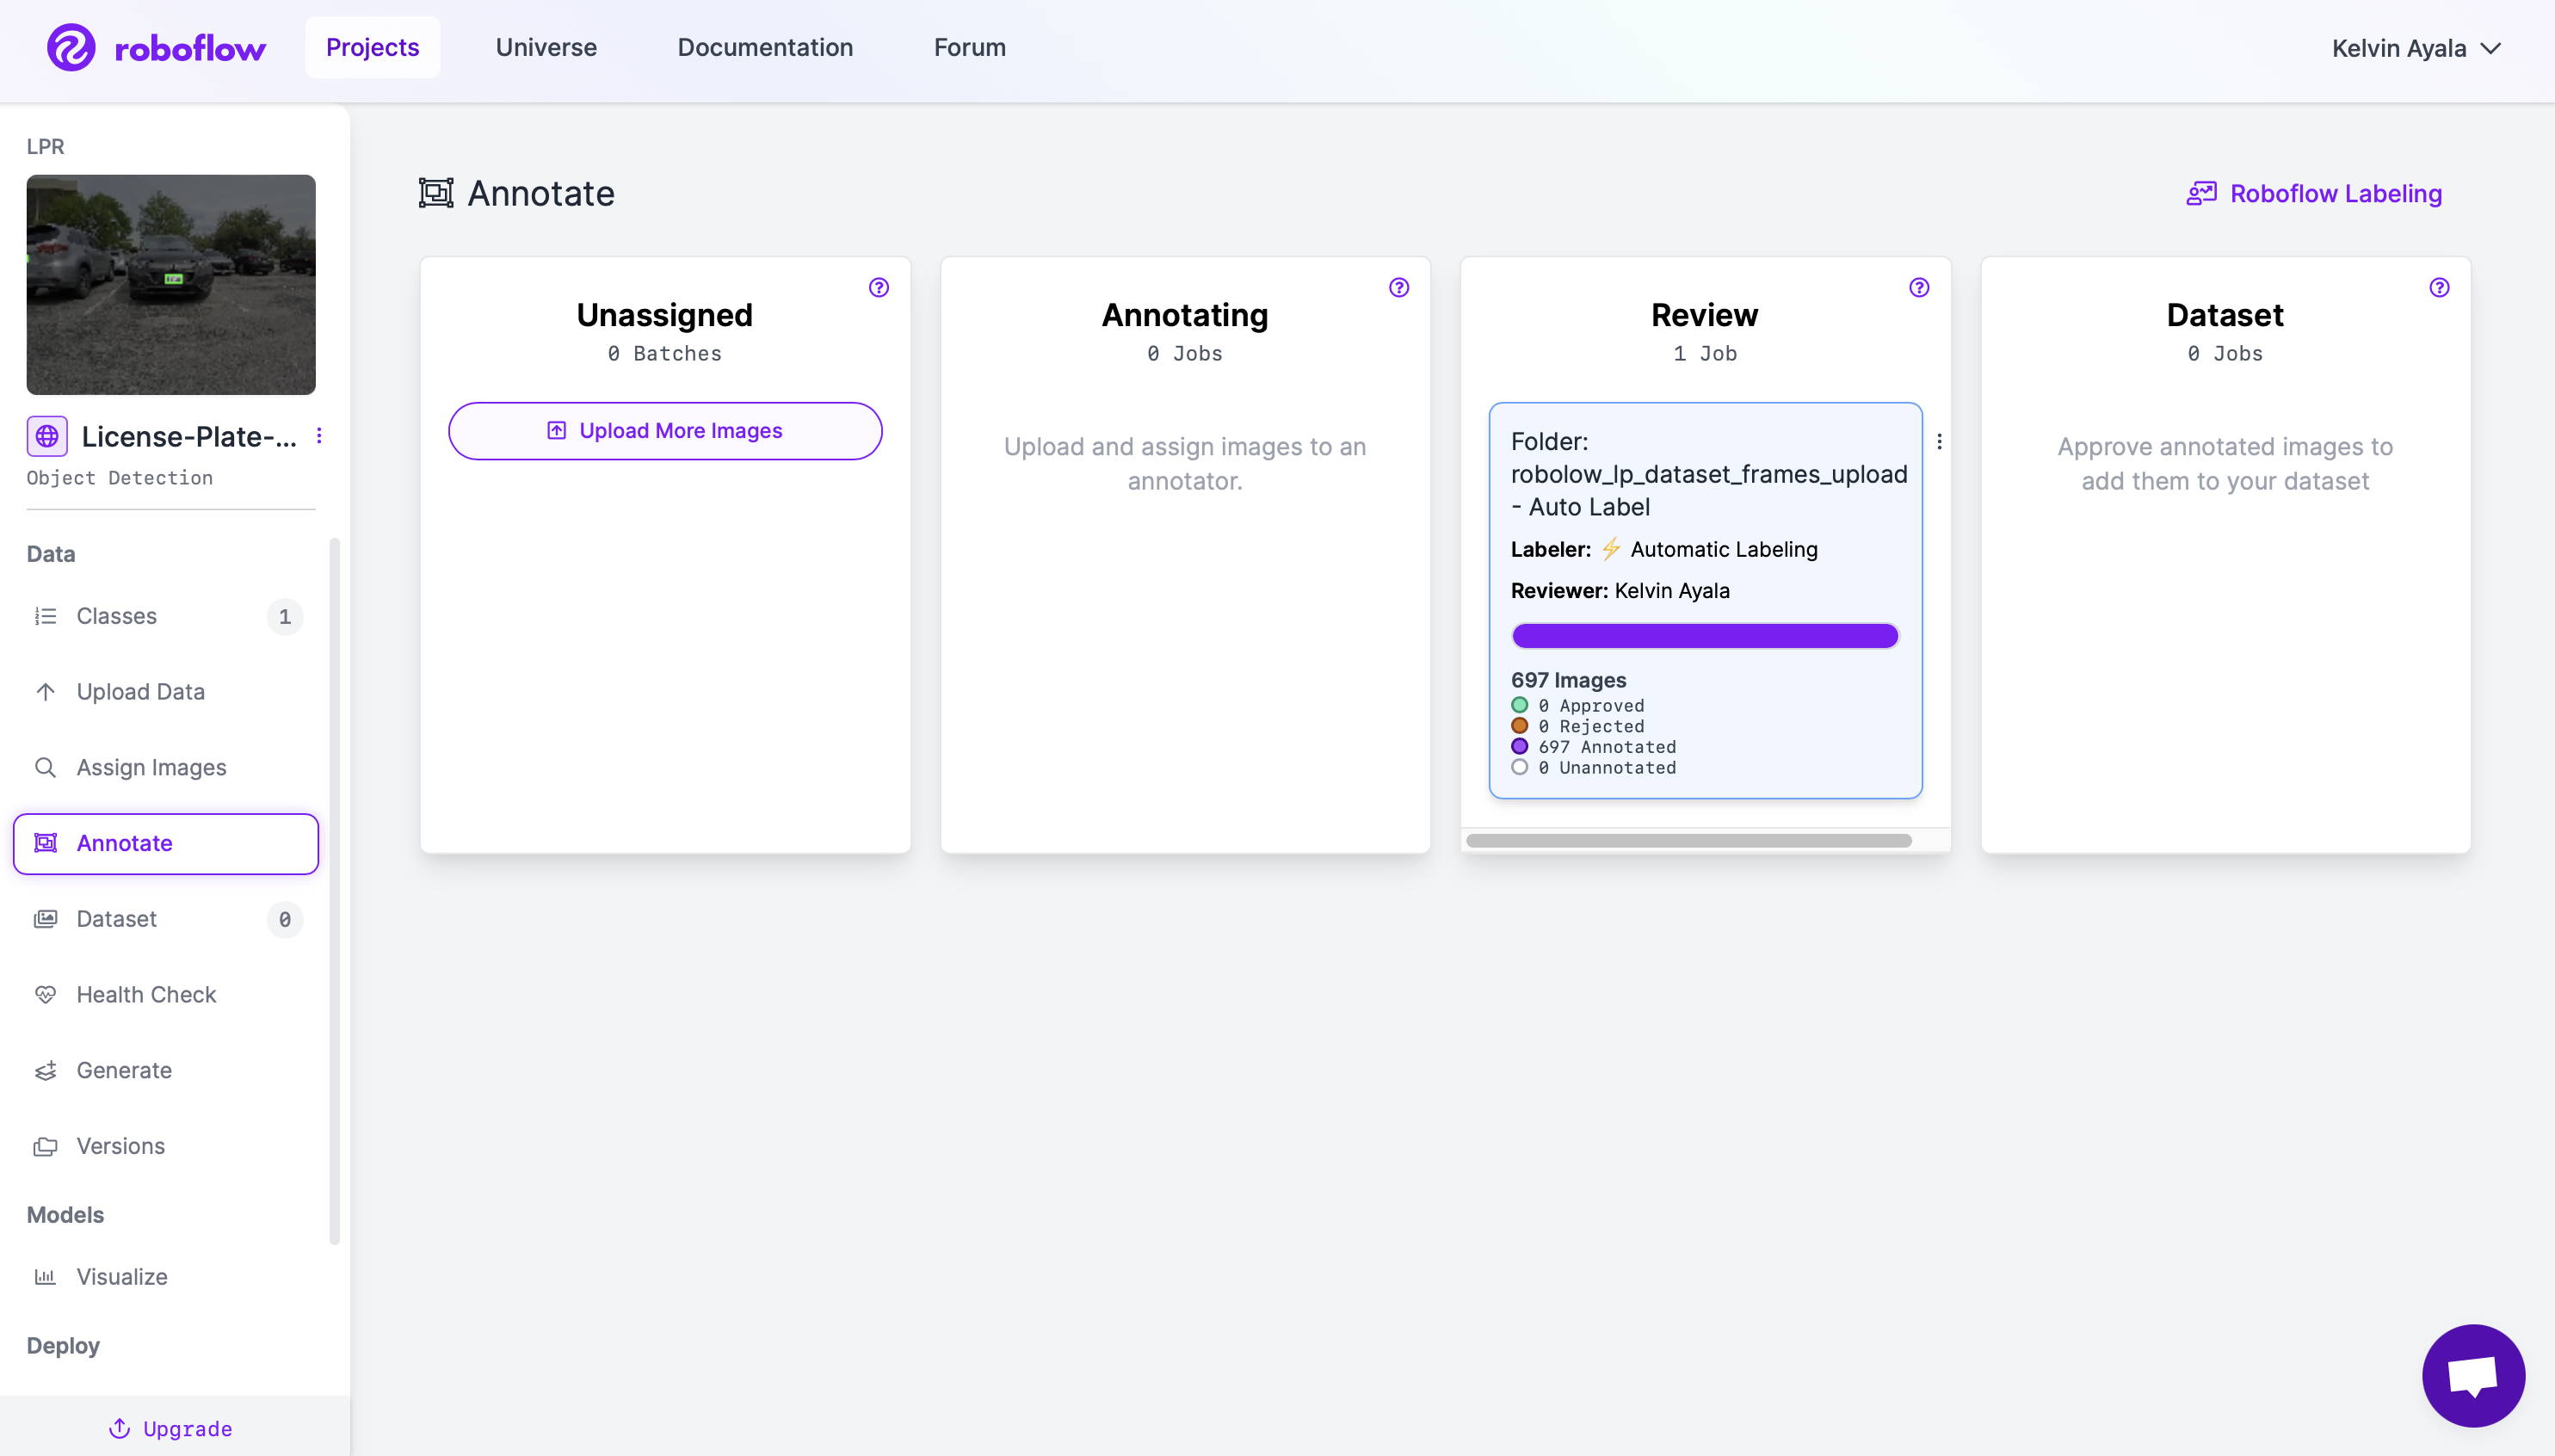 roboflow
Projects
Universe
Documentation
Forum
Kelvin Ayala
LPR
License-Plate-...
Object Detection
Data
Classes
1
Upload Data
Assign Images
Annotate
Dataset
0
Health Check
Generate
Versions
Models
Visualize
Deploy
Upgrade
Annotate
Roboflow Labeling
Unassigned
0 Batches
Upload More Images
Annotating
0 Jobs
Upload and assign images to an
annotator.
Review
1 Job
Folder:
robolow_lp_dataset_frames_upload
- Auto Label
Labeler: ⚡ Automatic Labeling
Reviewer: Kelvin Ayala
697 Images
0 Approved
0 Rejected
697 Annotated
0 Unannotated
Dataset
0 Jobs
Approve annotated images to
add them to your dataset